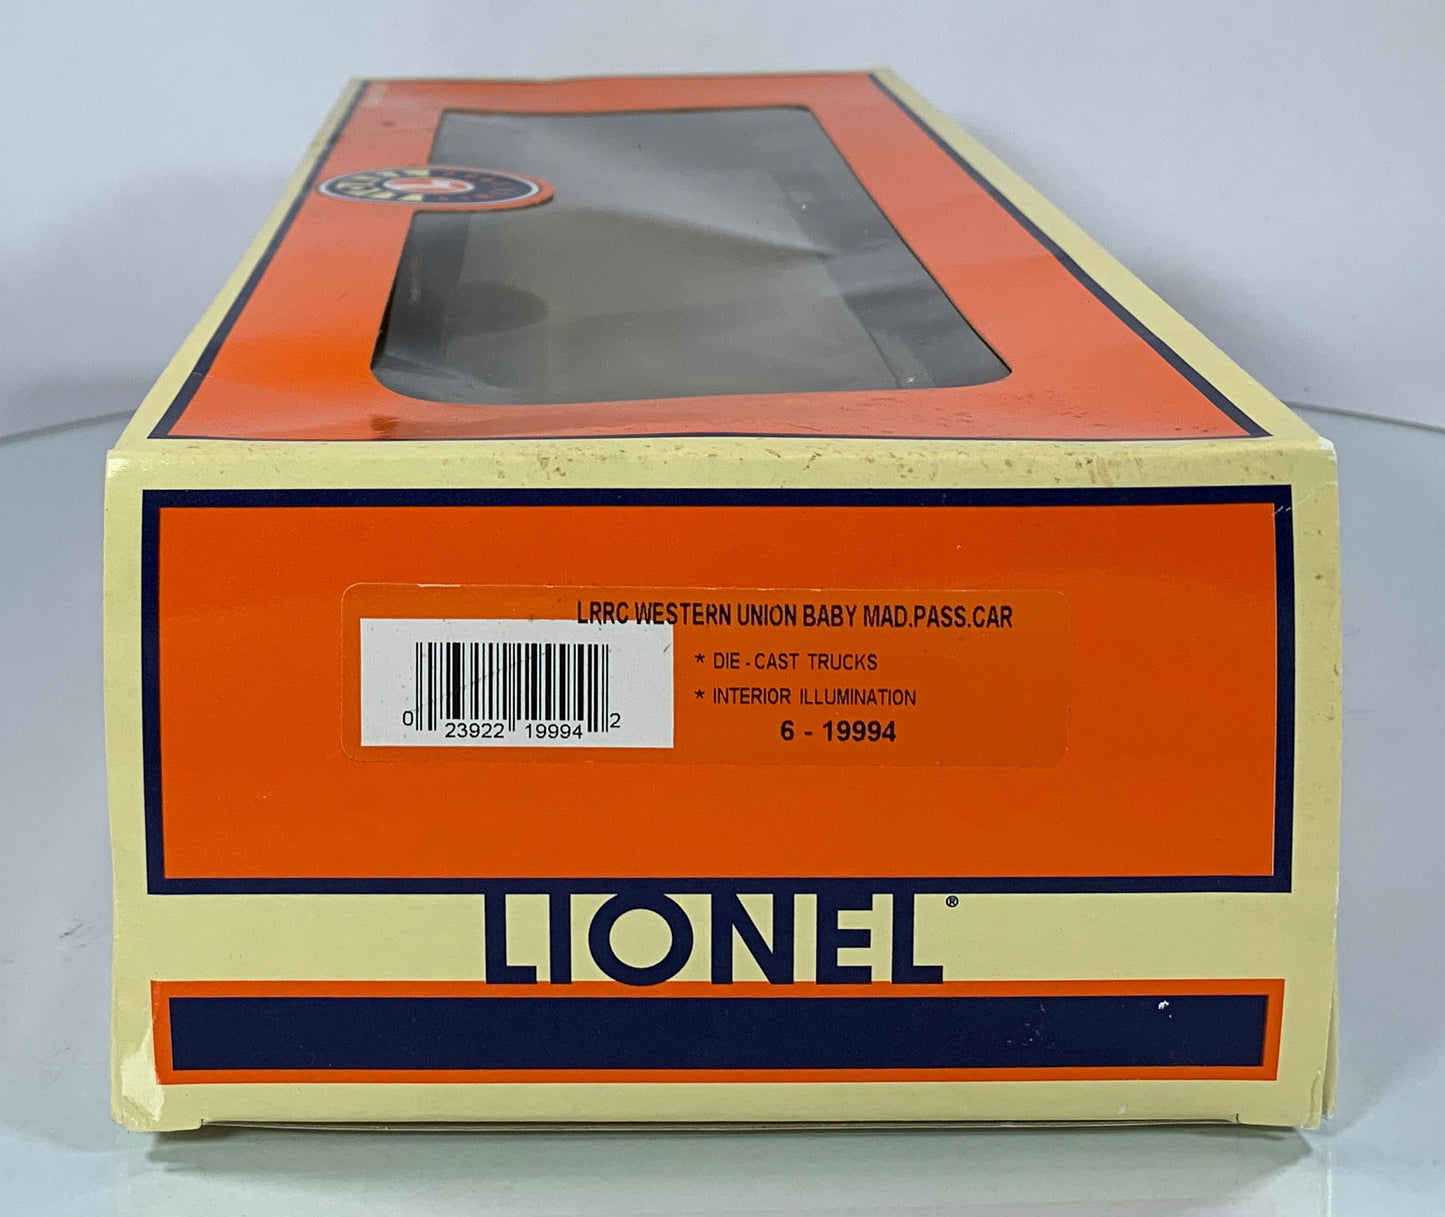 LRRC WESTERN UNION BABY MAD.PASS.CAR
* DIE-CAST TRUCKS
* INTERIOR ILLUMINATION
6 - 19994
0 23922 19994 2
LIONEL®